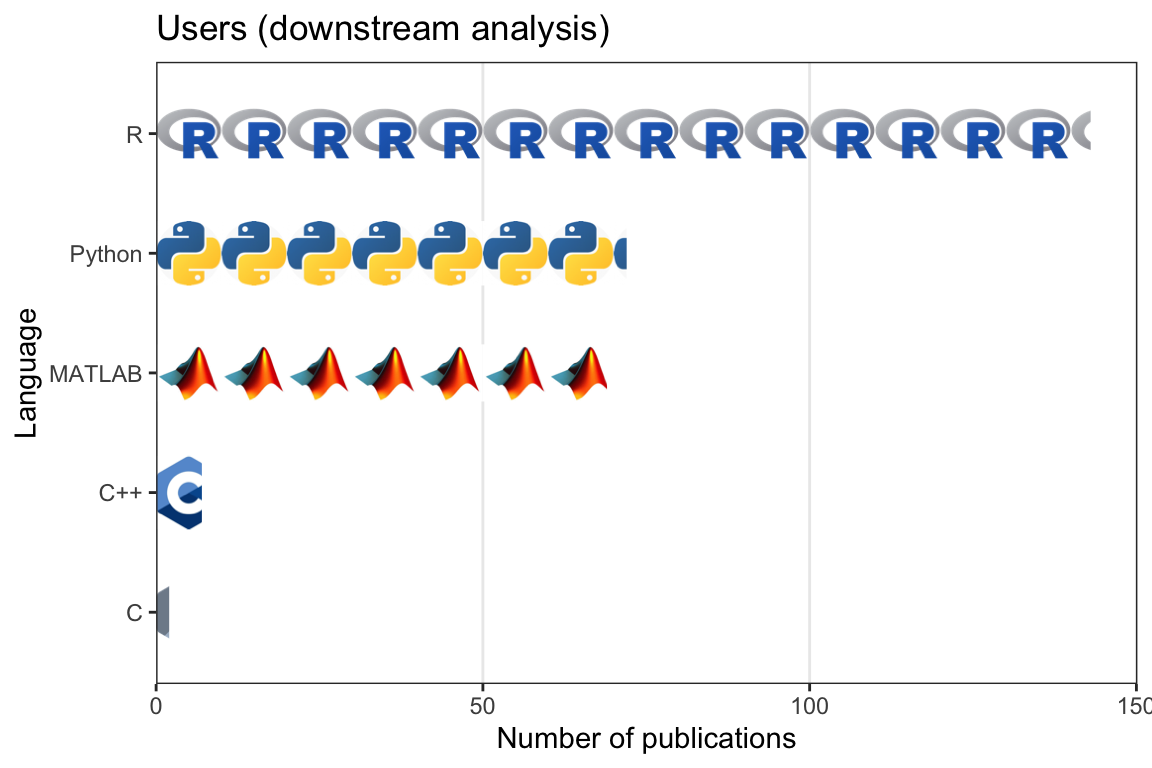 Users (downstream analysis)
R
R R R R R R R R R R R R R R
Python
MATLAB
C++
C
C
0 50 100 150
Number of publications
Language